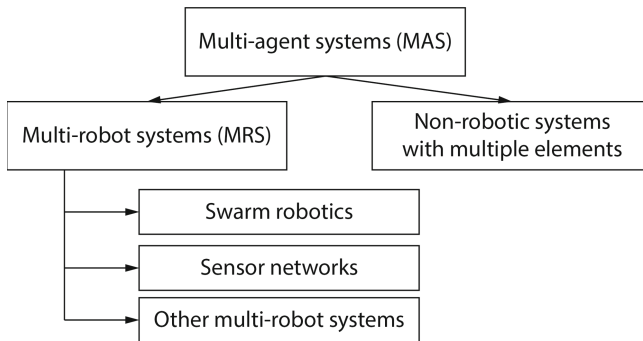 Multi-agent systems (MAS)
Multi-robot systems (MRS)
Non-robotic systems
with multiple elements
Swarm robotics
Sensor networks
Other multi-robot systems